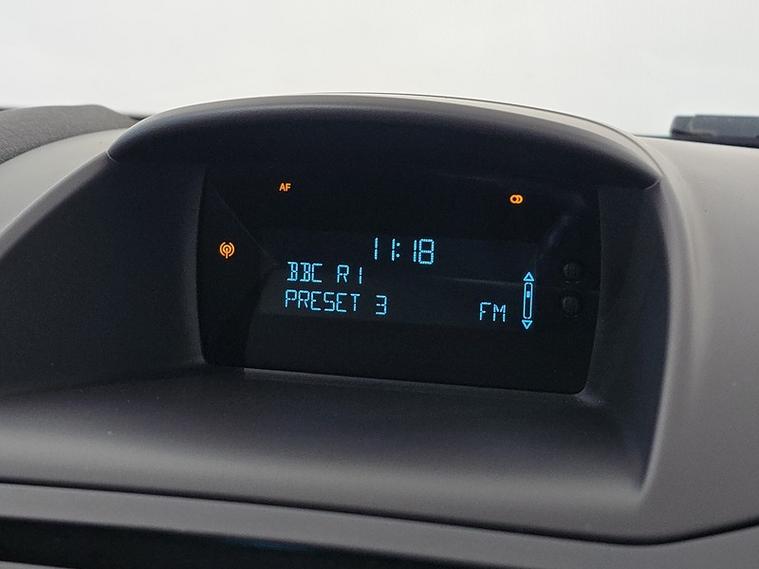 AF
11:18
BBC R1
PRESET 3
FM